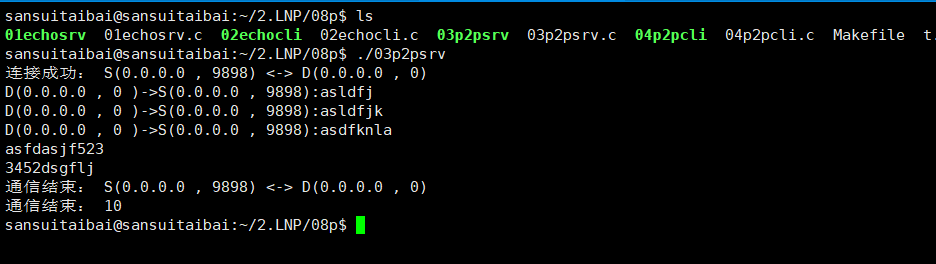 sansuitaibai@sansuitaibai:~/2.LNP/08p$ ls
01echosrv 01echosrv.c 02echocli 02echocli.c 03p2psrv 03p2psrv.c 04p2pcli 04p2pcli.c Makefile t.
sansuitaibai@sansuitaibai:~/2.LNP/08p$ ./03p2psrv
连接成功： S(0.0.0.0 , 9898) <-> D(0.0.0.0 , 0)
D(0.0.0.0 , 0 )->S(0.0.0.0 , 9898):asldfj
D(0.0.0.0 , 0 )->S(0.0.0.0 , 9898):asldfjk
D(0.0.0.0 , 0 )->S(0.0.0.0 , 9898):asdfknla
asfdasjf523
3452dsgflj
通信结束： S(0.0.0.0 , 9898) <-> D(0.0.0.0 , 0)
通信结束： 10
sansuitaibai@sansuitaibai:~/2.LNP/08p$